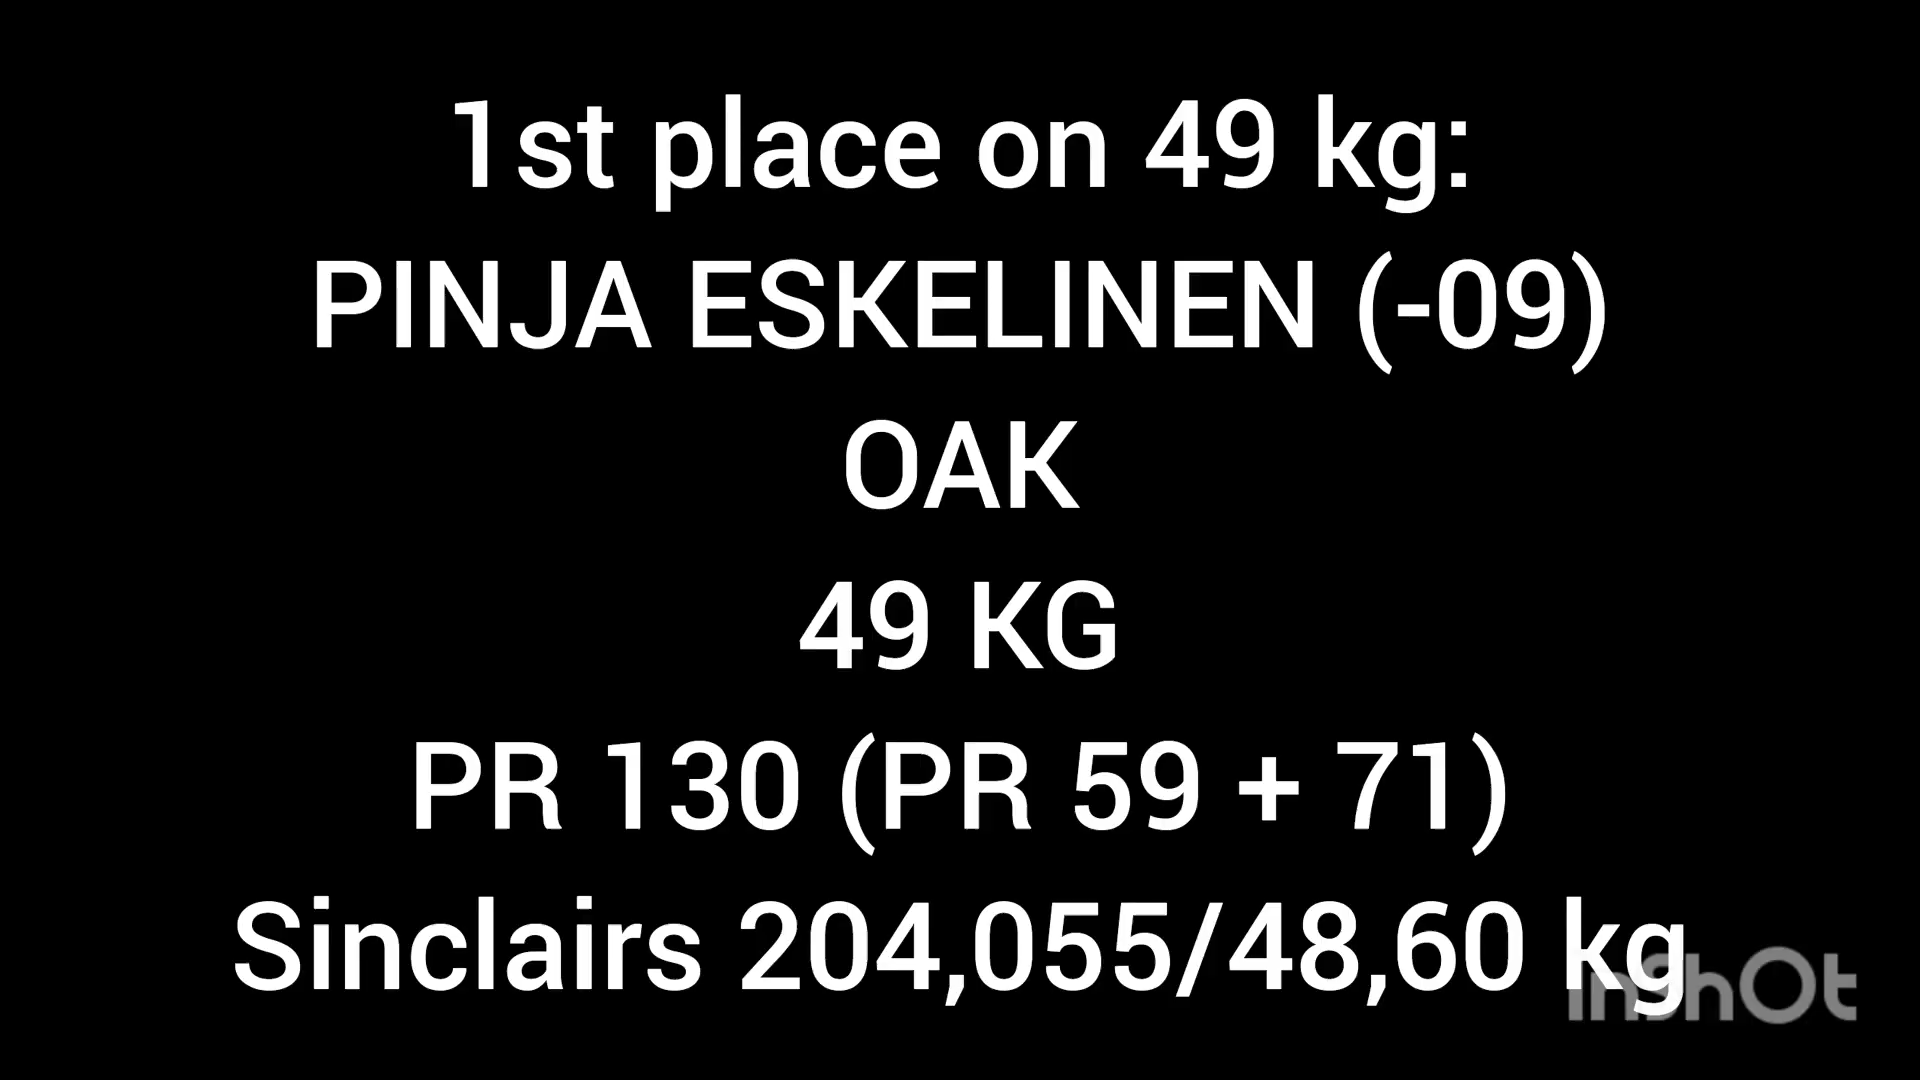 1st place on 49 kg:
PINJA ESKELINEN (-09)
OAK
49 KG
PR 130 (PR 59 + 71)
Sinclairs 204,055/48,60 kg
InShOt